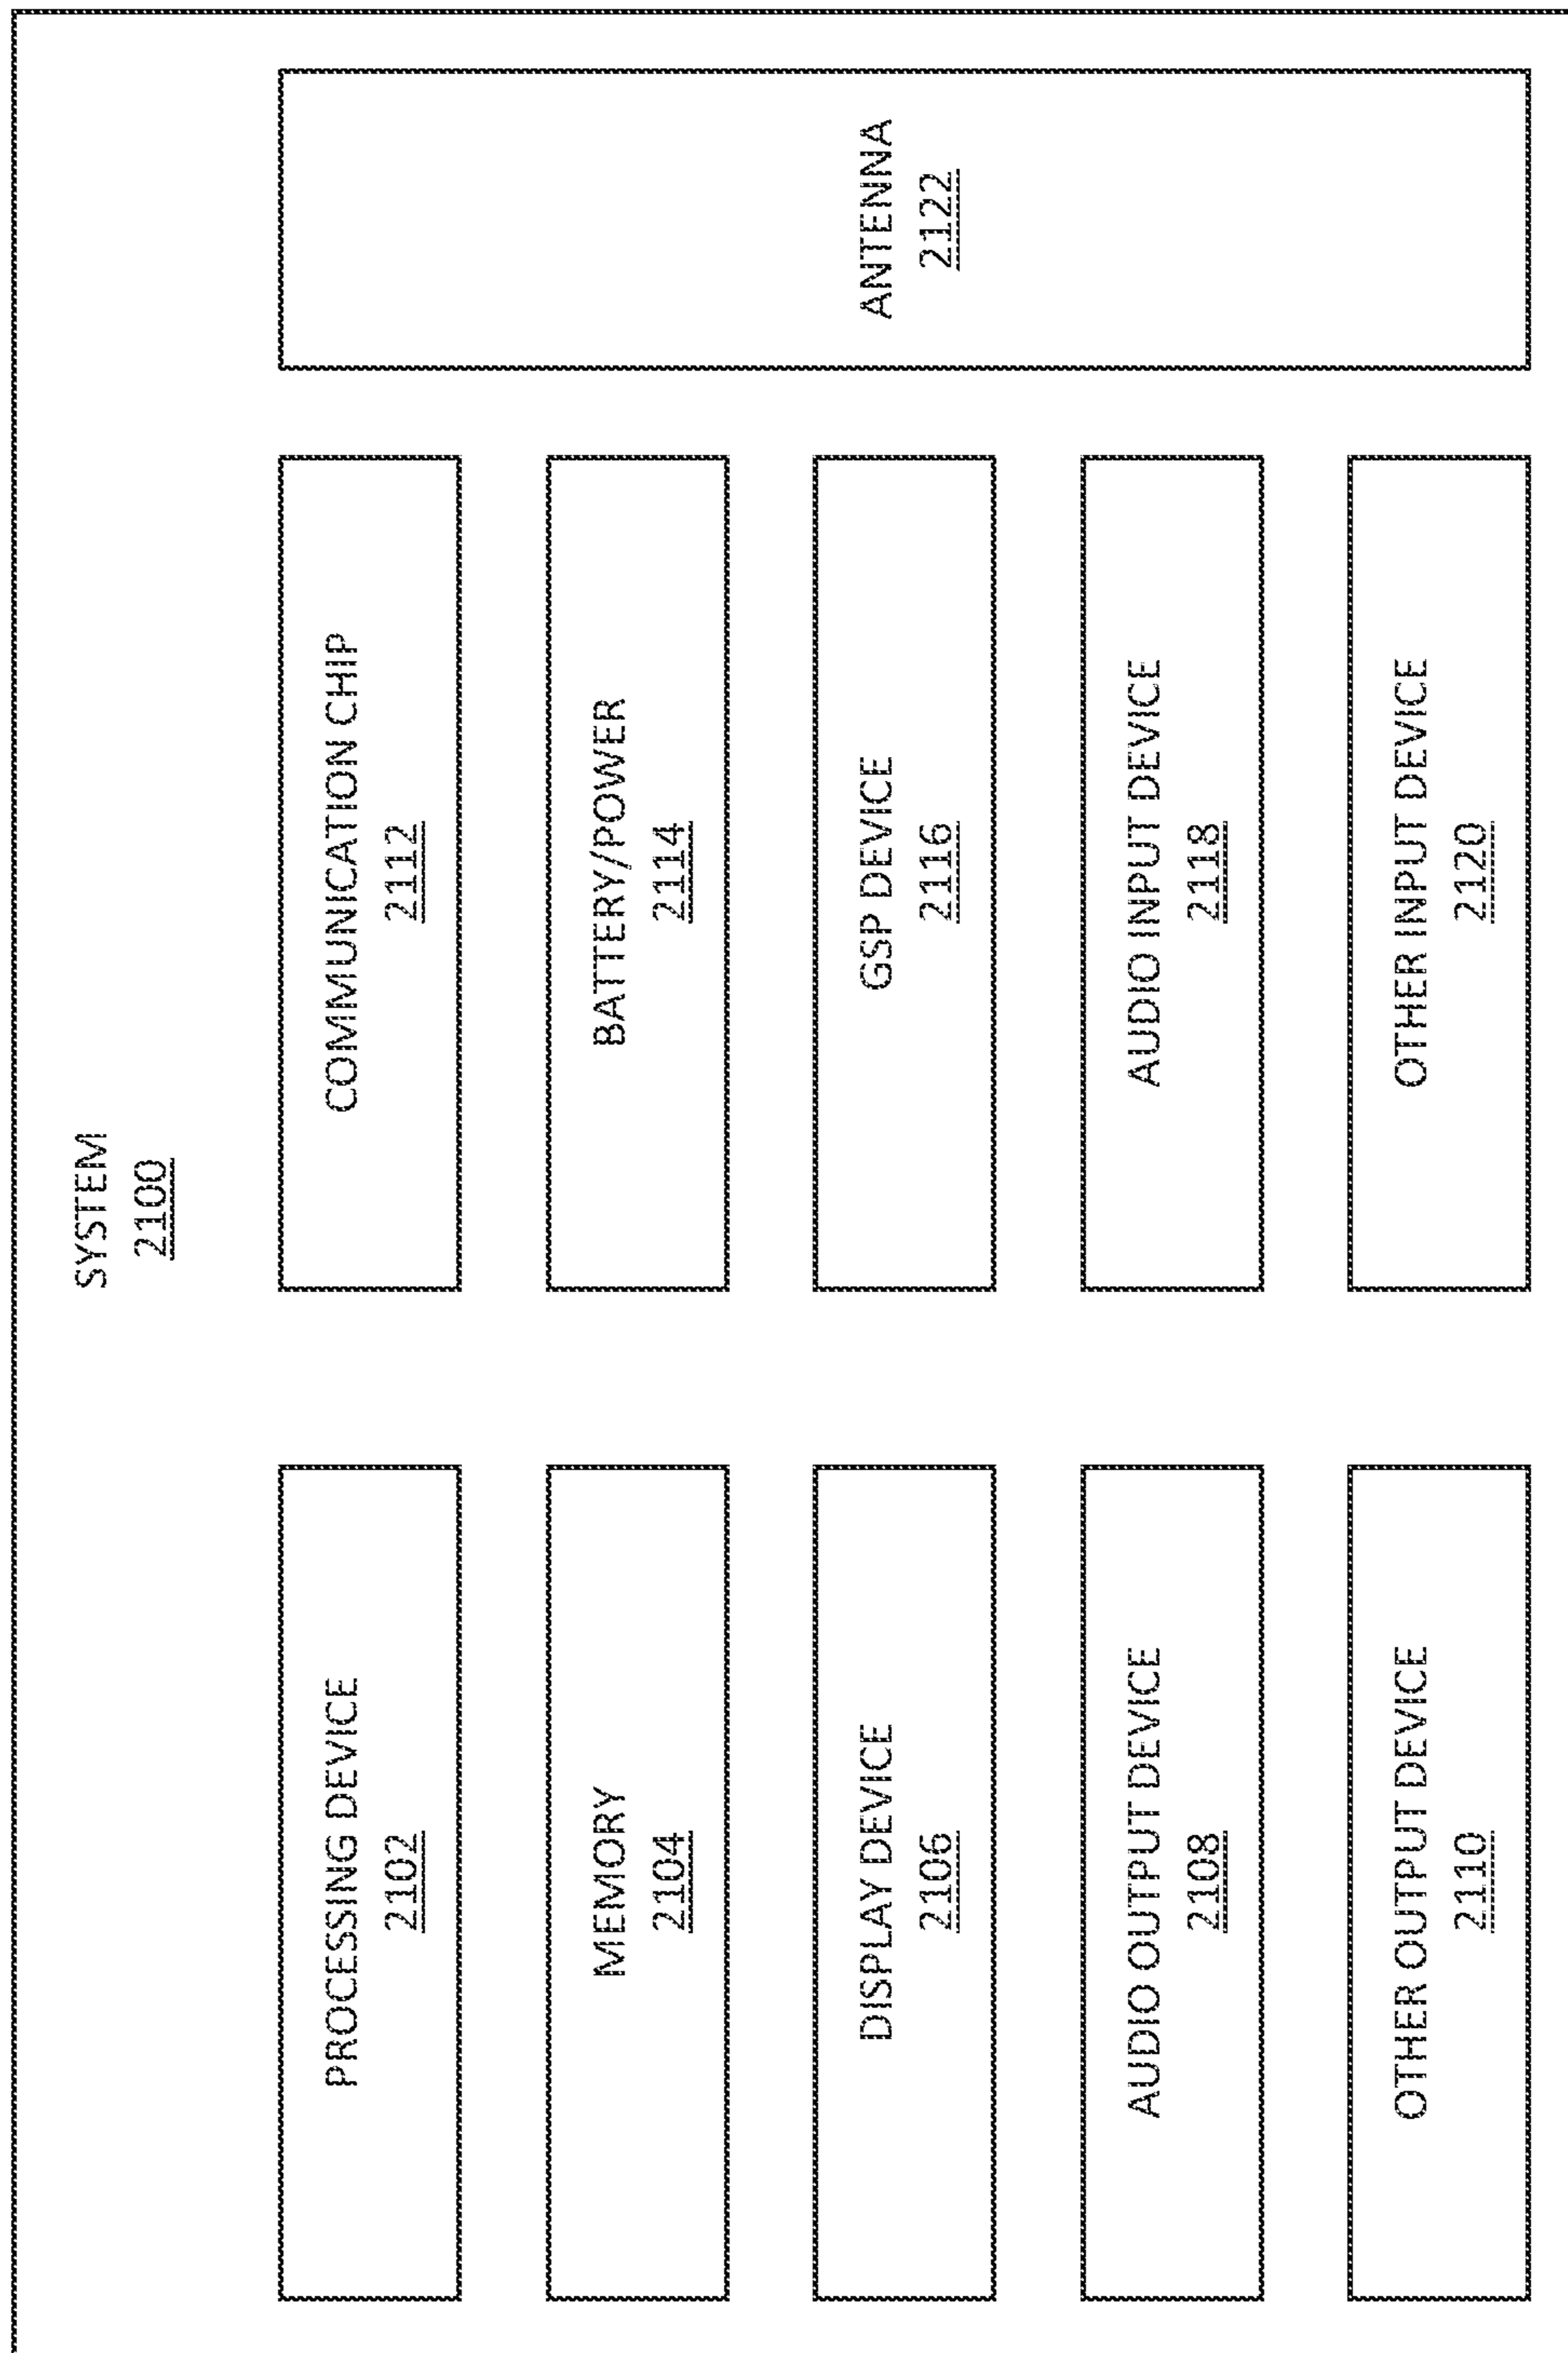 SYSTEM
2100
PROCESSING DEVICE
2102
MEMORY
2104
DISPLAY DEVICE
2106
AUDIO OUTPUT DEVICE
2108
OTHER OUTPUT DEVICE
2110
COMMUNICATION CHIP
2112
BATTERY/POWER
2114
GSP DEVICE
2116
AUDIO INPUT DEVICE
2118
OTHER INPUT DEVICE
2120
ANTENNA
2122